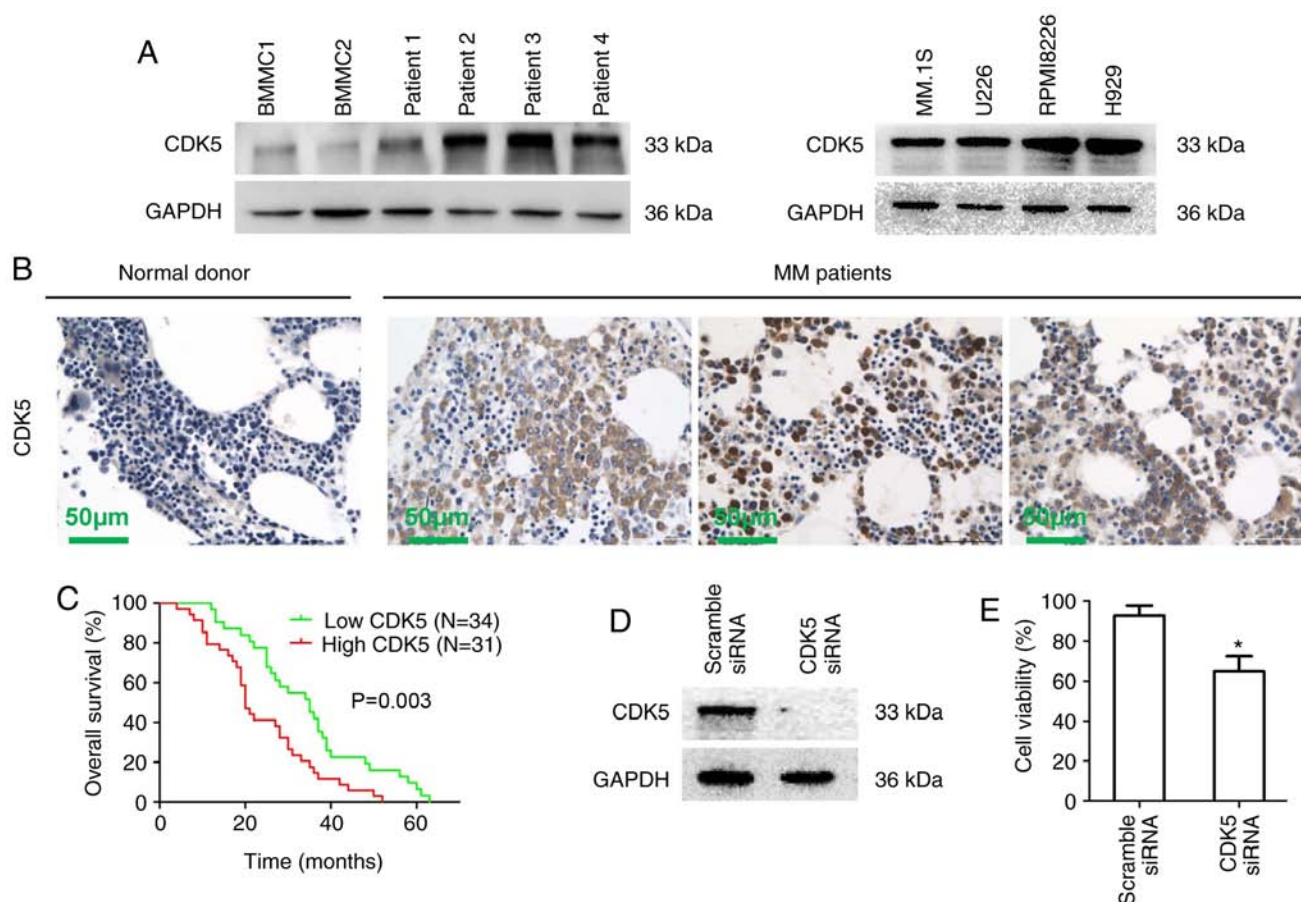 A
BMMC1
BMMC2
Patient 1
Patient 2
Patient 3
Patient 4
CDK5
33 kDa
GAPDH
36 kDa
MM.1S
U226
RPMI8226
H929
CDK5
33 kDa
GAPDH
36 kDa
B
Normal donor
MM patients
CDK5
50μm
50μm
50μm
50μm
C
Overall survival (%)
100
80
60
40
20
0
0
20
40
60
Time (months)
Low CDK5 (N=34)
High CDK5 (N=31)
P=0.003
D
Scramble
siRNA
CDK5
siRNA
CDK5
33 kDa
GAPDH
36 kDa
E
Cell viability (%)
100
80
60
40
20
0
*
Scramble
siRNA
CDK5
siRNA